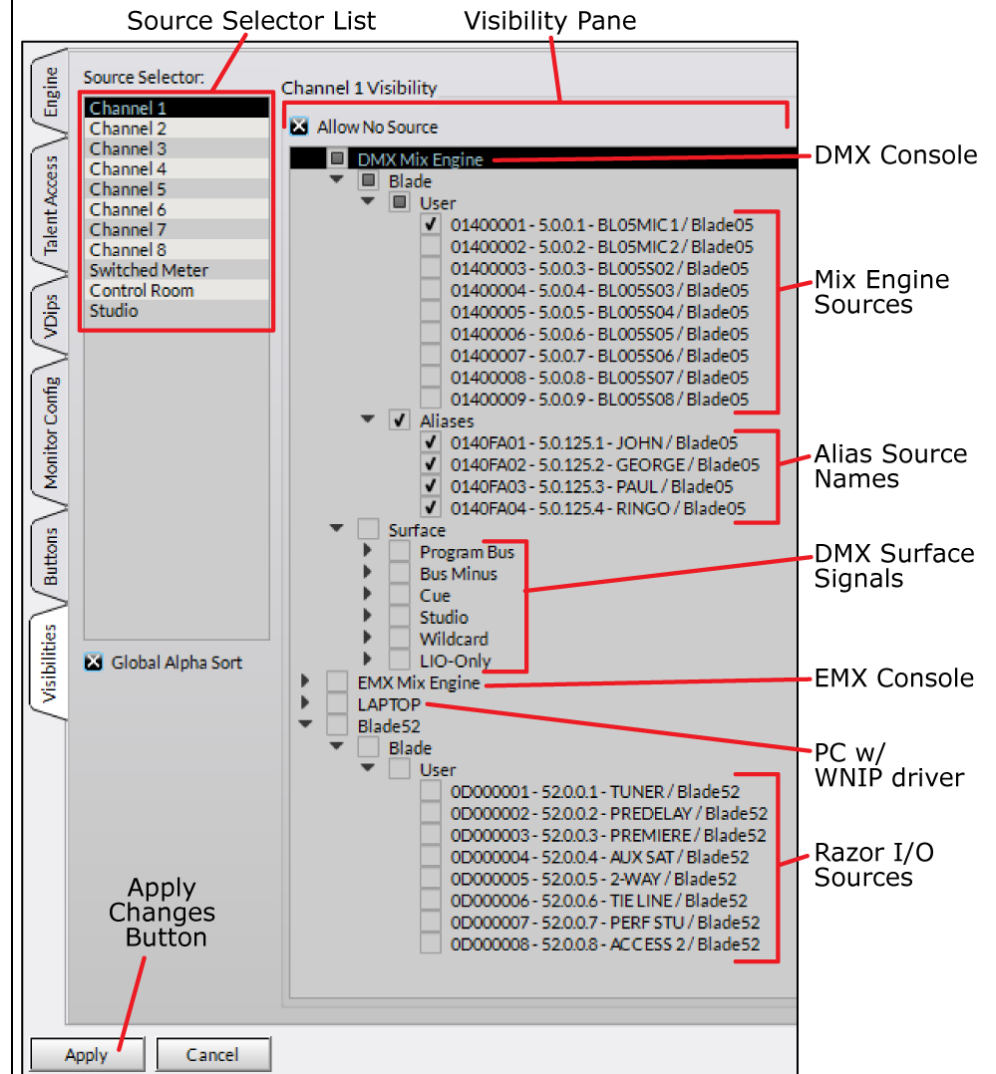 Source Selector List
Visibility Pane
Engine
Talent Access
VDips
Monitor Config
Buttons
Visibilities
Source Selector:
Channel 1
Channel 2
Channel 3
Channel 4
Channel 5
Channel 6
Channel 7
Channel 8
Switched Meter
Control Room
Studio
Global Alpha Sort
Channel 1 Visibility
Allow No Source
DMX Mix Engine
Blade
User
01400001 - 5.0.0.1 - BL05MIC1 / Blade05
01400002 - 5.0.0.2 - BL05MIC2 / Blade05
01400003 - 5.0.0.3 - BL005S02 / Blade05
01400004 - 5.0.0.4 - BL005S03 / Blade05
01400005 - 5.0.0.5 - BL005S04 / Blade05
01400006 - 5.0.0.6 - BL005S05 / Blade05
01400007 - 5.0.0.7 - BL005S06 / Blade05
01400008 - 5.0.0.8 - BL005S07 / Blade05
01400009 - 5.0.0.9 - BL005S08 / Blade05
Aliases
0140FA01 - 5.0.125.1 - JOHN / Blade05
0140FA02 - 5.0.125.2 - GEORGE / Blade05
0140FA03 - 5.0.125.3 - PAUL / Blade05
0140FA04 - 5.0.125.4 - RINGO / Blade05
Surface
Program Bus
Bus Minus
Cue
Studio
Wildcard
LIO-Only
EMX Mix Engine
LAPTOP
Blade52
Blade
User
0D000001 - 52.0.0.1 - TUNER / Blade52
0D000002 - 52.0.0.2 - PREDELAY / Blade52
0D000003 - 52.0.0.3 - PREMIERE / Blade52
0D000004 - 52.0.0.4 - AUX SAT / Blade52
0D000005 - 52.0.0.5 - 2-WAY / Blade52
0D000006 - 52.0.0.6 - TIE LINE / Blade52
0D000007 - 52.0.0.7 - PERF STU / Blade52
0D000008 - 52.0.0.8 - ACCESS 2 / Blade52
DMX Console
Mix Engine
Sources
Alias Source
Names
DMX Surface
Signals
EMX Console
PC w/
WNIP driver
Razor I/O
Sources
Apply
Changes
Button
Apply
Cancel